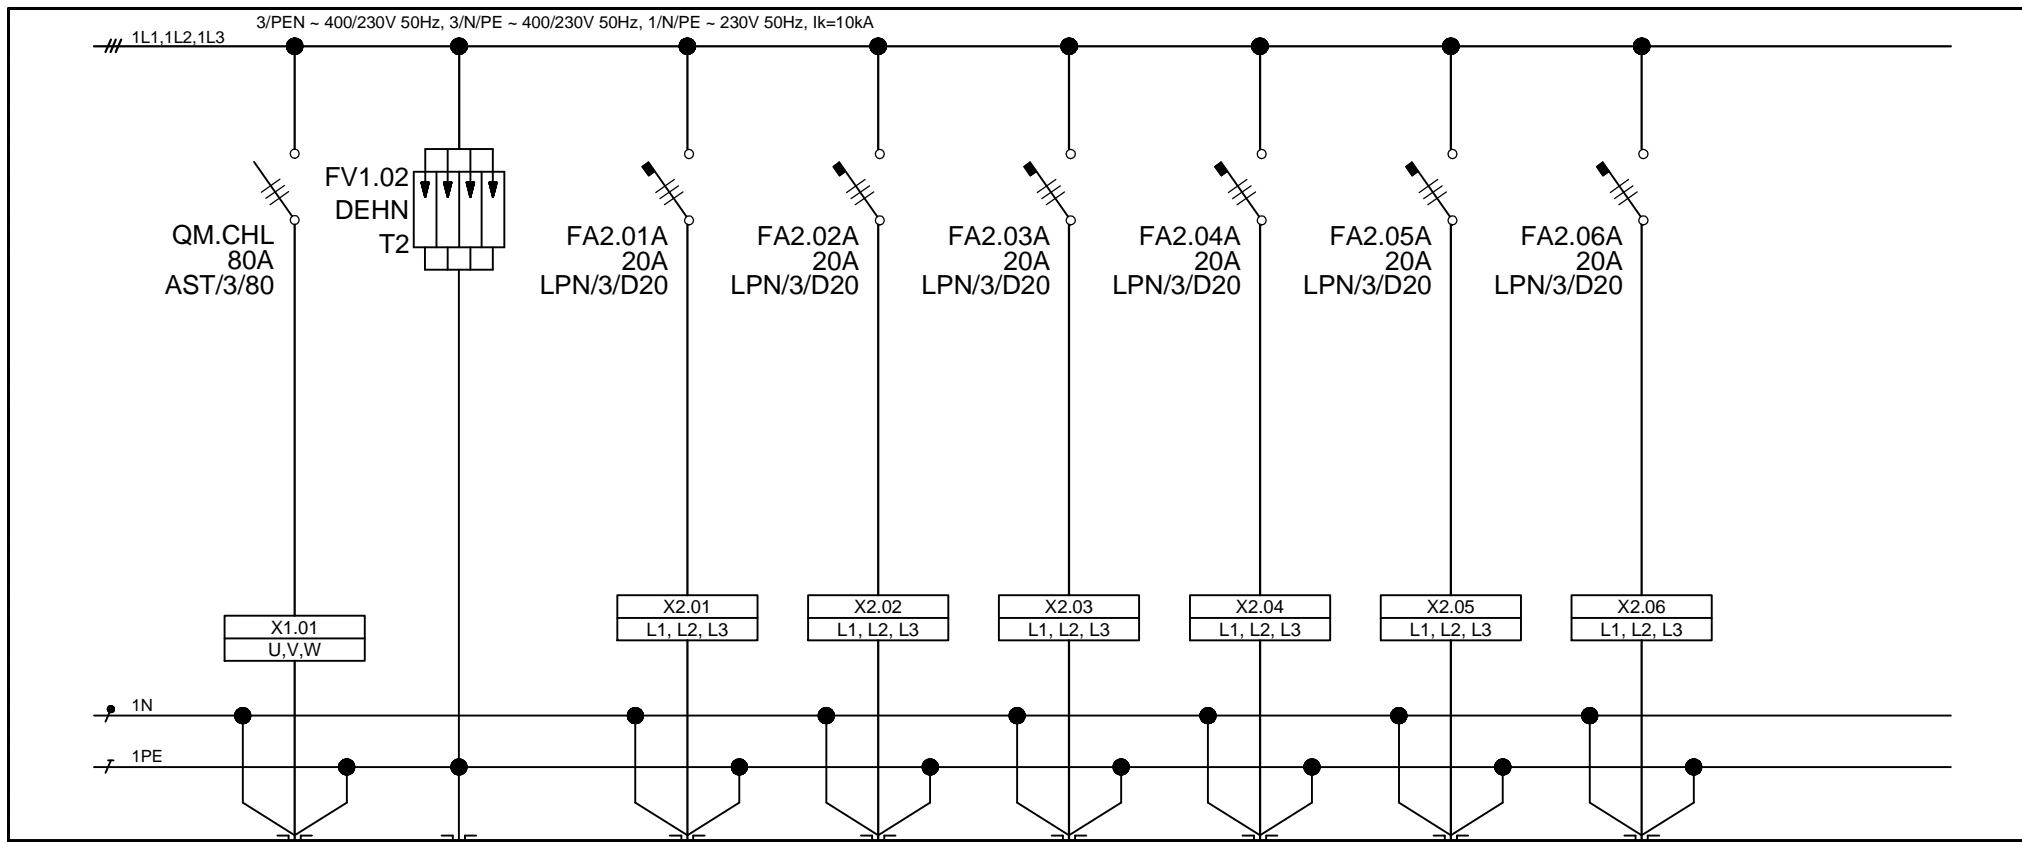 3/PEN ~ 400/230V 50Hz, 3/N/PE ~ 400/230V 50Hz, 1/N/PE ~ 230V 50Hz, Ik=10kA
1L1,1L2,1L3
QM.CHL
80A
AST/3/80
FV1.02
DEHN
T2
FA2.01A
20A
LPN/3/D20
FA2.02A
20A
LPN/3/D20
FA2.03A
20A
LPN/3/D20
FA2.04A
20A
LPN/3/D20
FA2.05A
20A
LPN/3/D20
FA2.06A
20A
LPN/3/D20
X1.01
U,V,W
X2.01
L1, L2, L3
X2.02
L1, L2, L3
X2.03
L1, L2, L3
X2.04
L1, L2, L3
X2.05
L1, L2, L3
X2.06
L1, L2, L3
1N
1PE